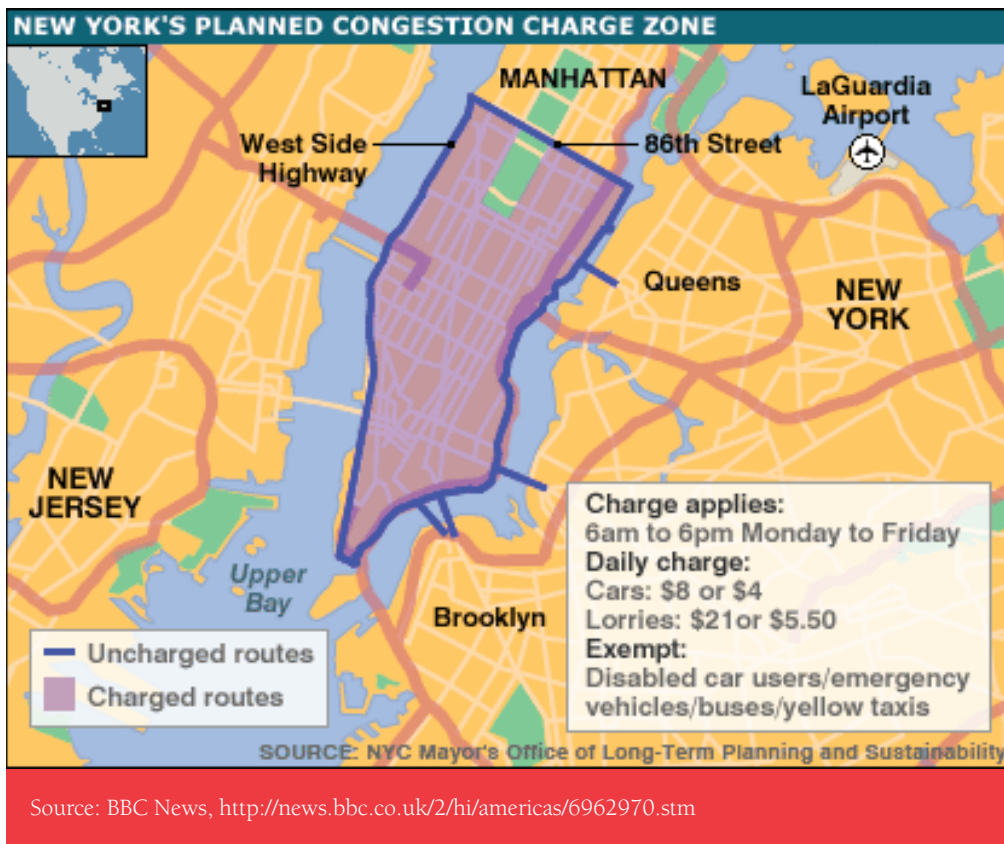 NEW YORK'S PLANNED CONGESTION CHARGE ZONE
MANHATTAN
LaGuardia
Airport
West Side
Highway
86th Street
Queens
NEW
YORK
NEW
JERSEY
Upper
Bay
Brooklyn
Charge applies:
6am to 6pm Monday to Friday
Daily charge:
Cars: $8 or $4
Lorries: $21or $5.50
Exempt:
Disabled car users/emergency
vehicles/buses/yellow taxis
Uncharged routes
Charged routes
SOURCE: NYC Mayor's Office of Long-Term Planning and Sustainability
Source: BBC News, http://news.bbc.co.uk/2/hi/americas/6962970.stm